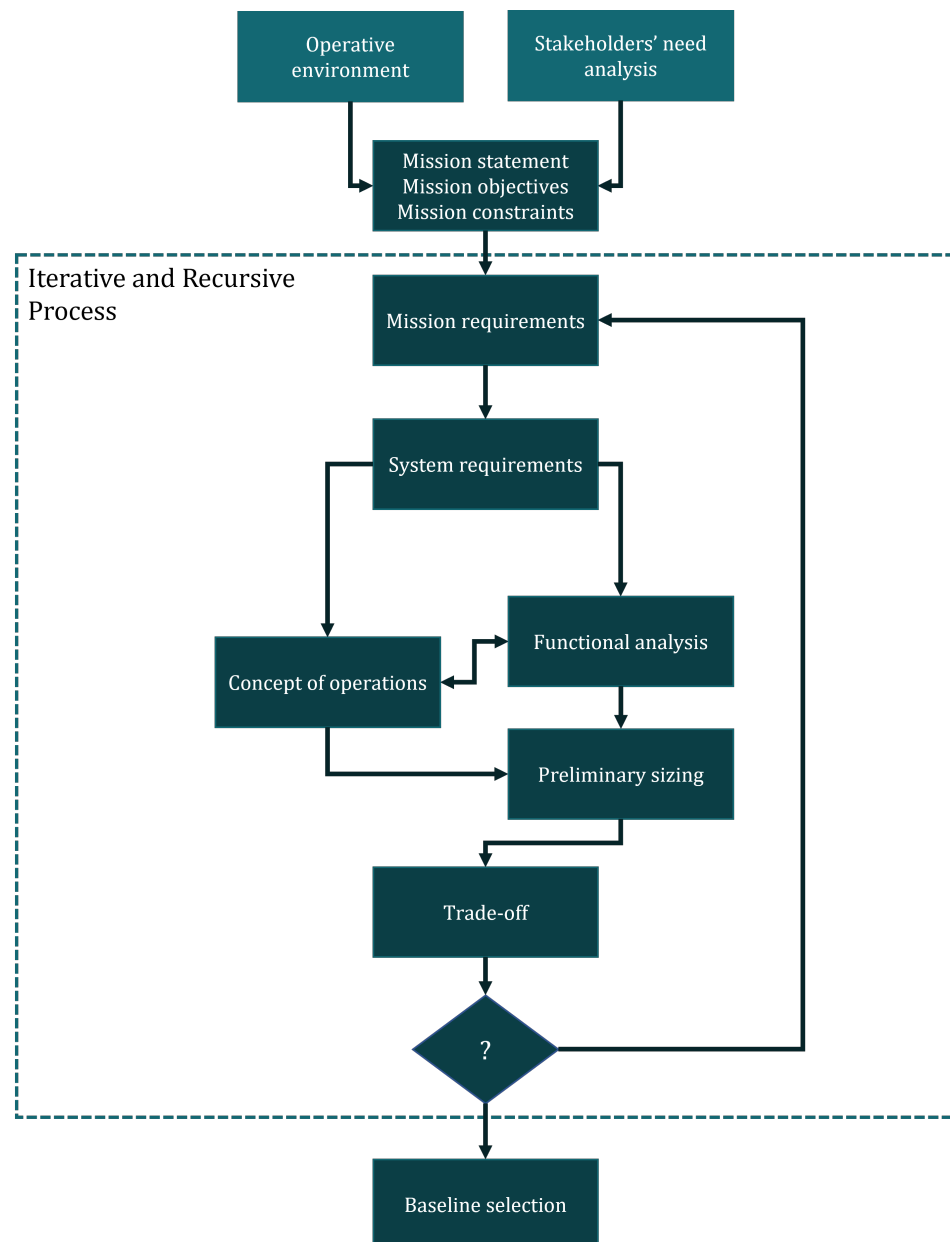 Operative
environment
Stakeholders’ need
analysis
Mission statement
Mission objectives
Mission constraints
Iterative and Recursive
Process
Mission requirements
System requirements
Functional analysis
Concept of operations
Preliminary sizing
Trade-off
?
Baseline selection